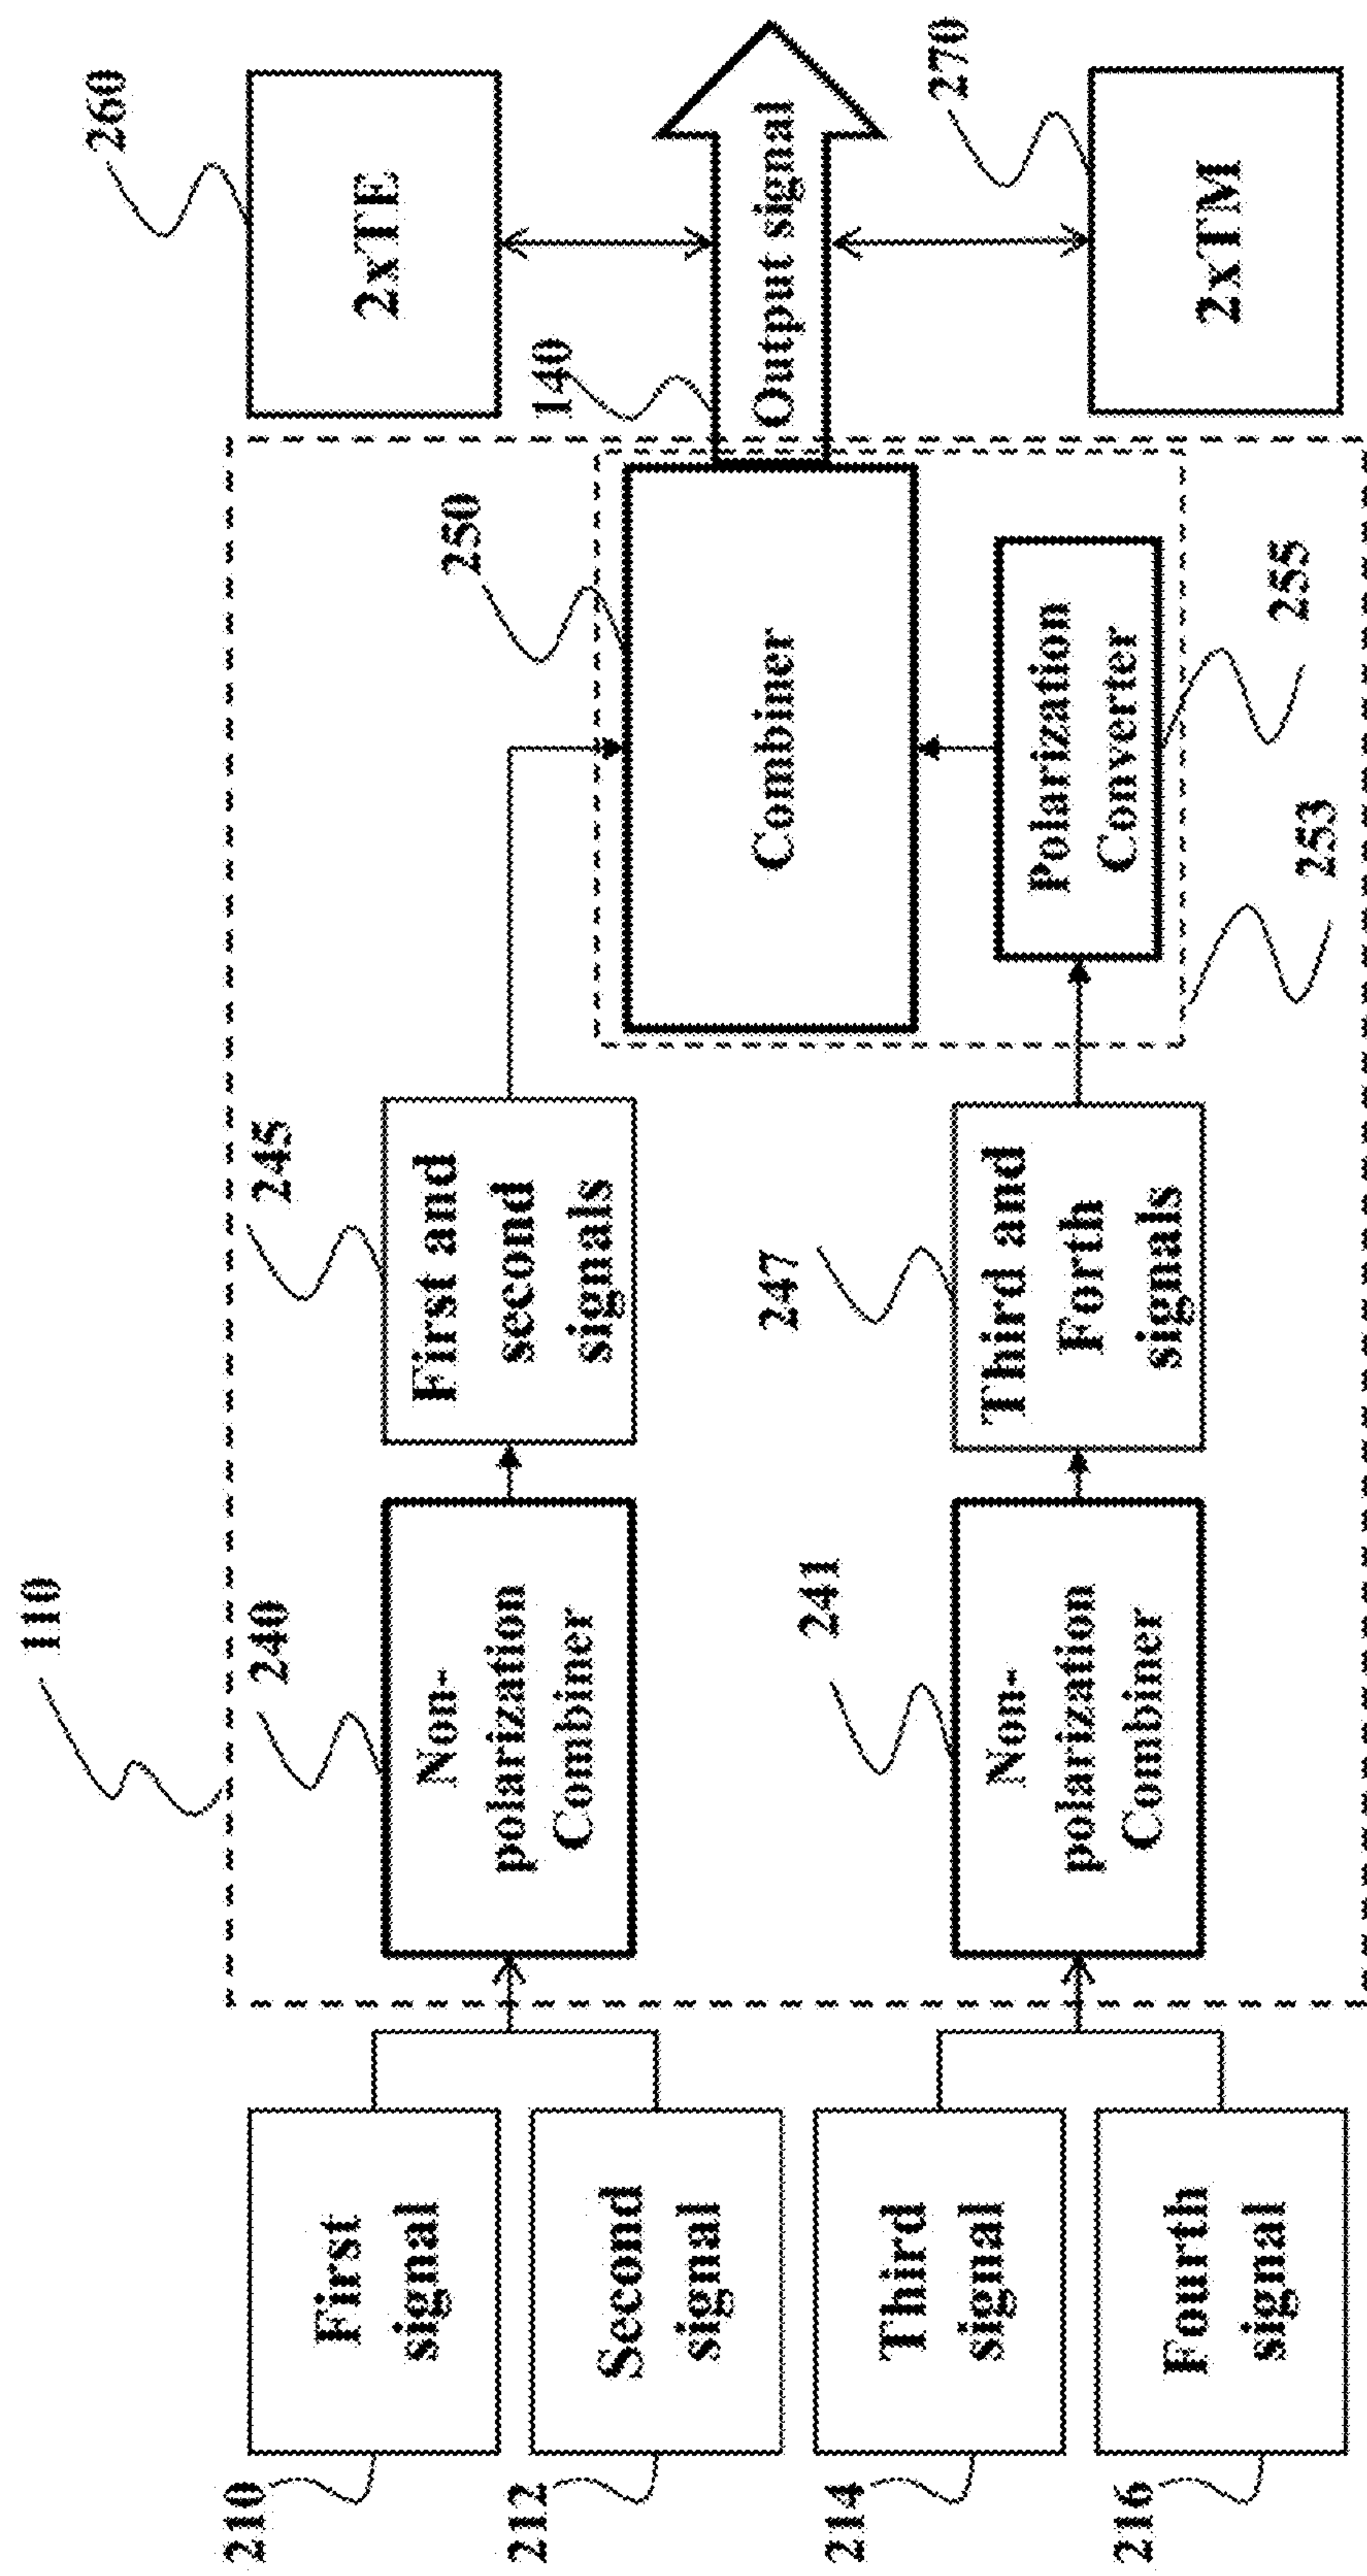 110
210
First
signal
212
Second
signal
214
Third
signal
216
Fourth
signal
240
Non-
polarization
Combiner
241
Non-
polarization
Combiner
245
First and
second
signals
247
Third and
Forth
signals
250
Combiner
253
255
Polarization
Converter
140
Output signal
260
2xTE
270
2xTM